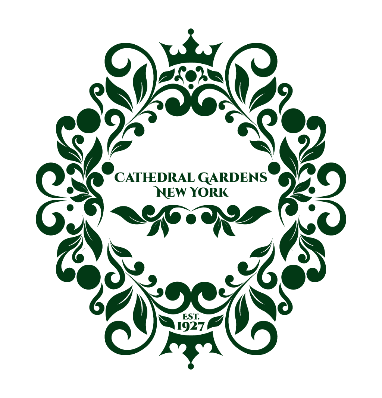 Cathedral Gardens
New York
Est.
1927